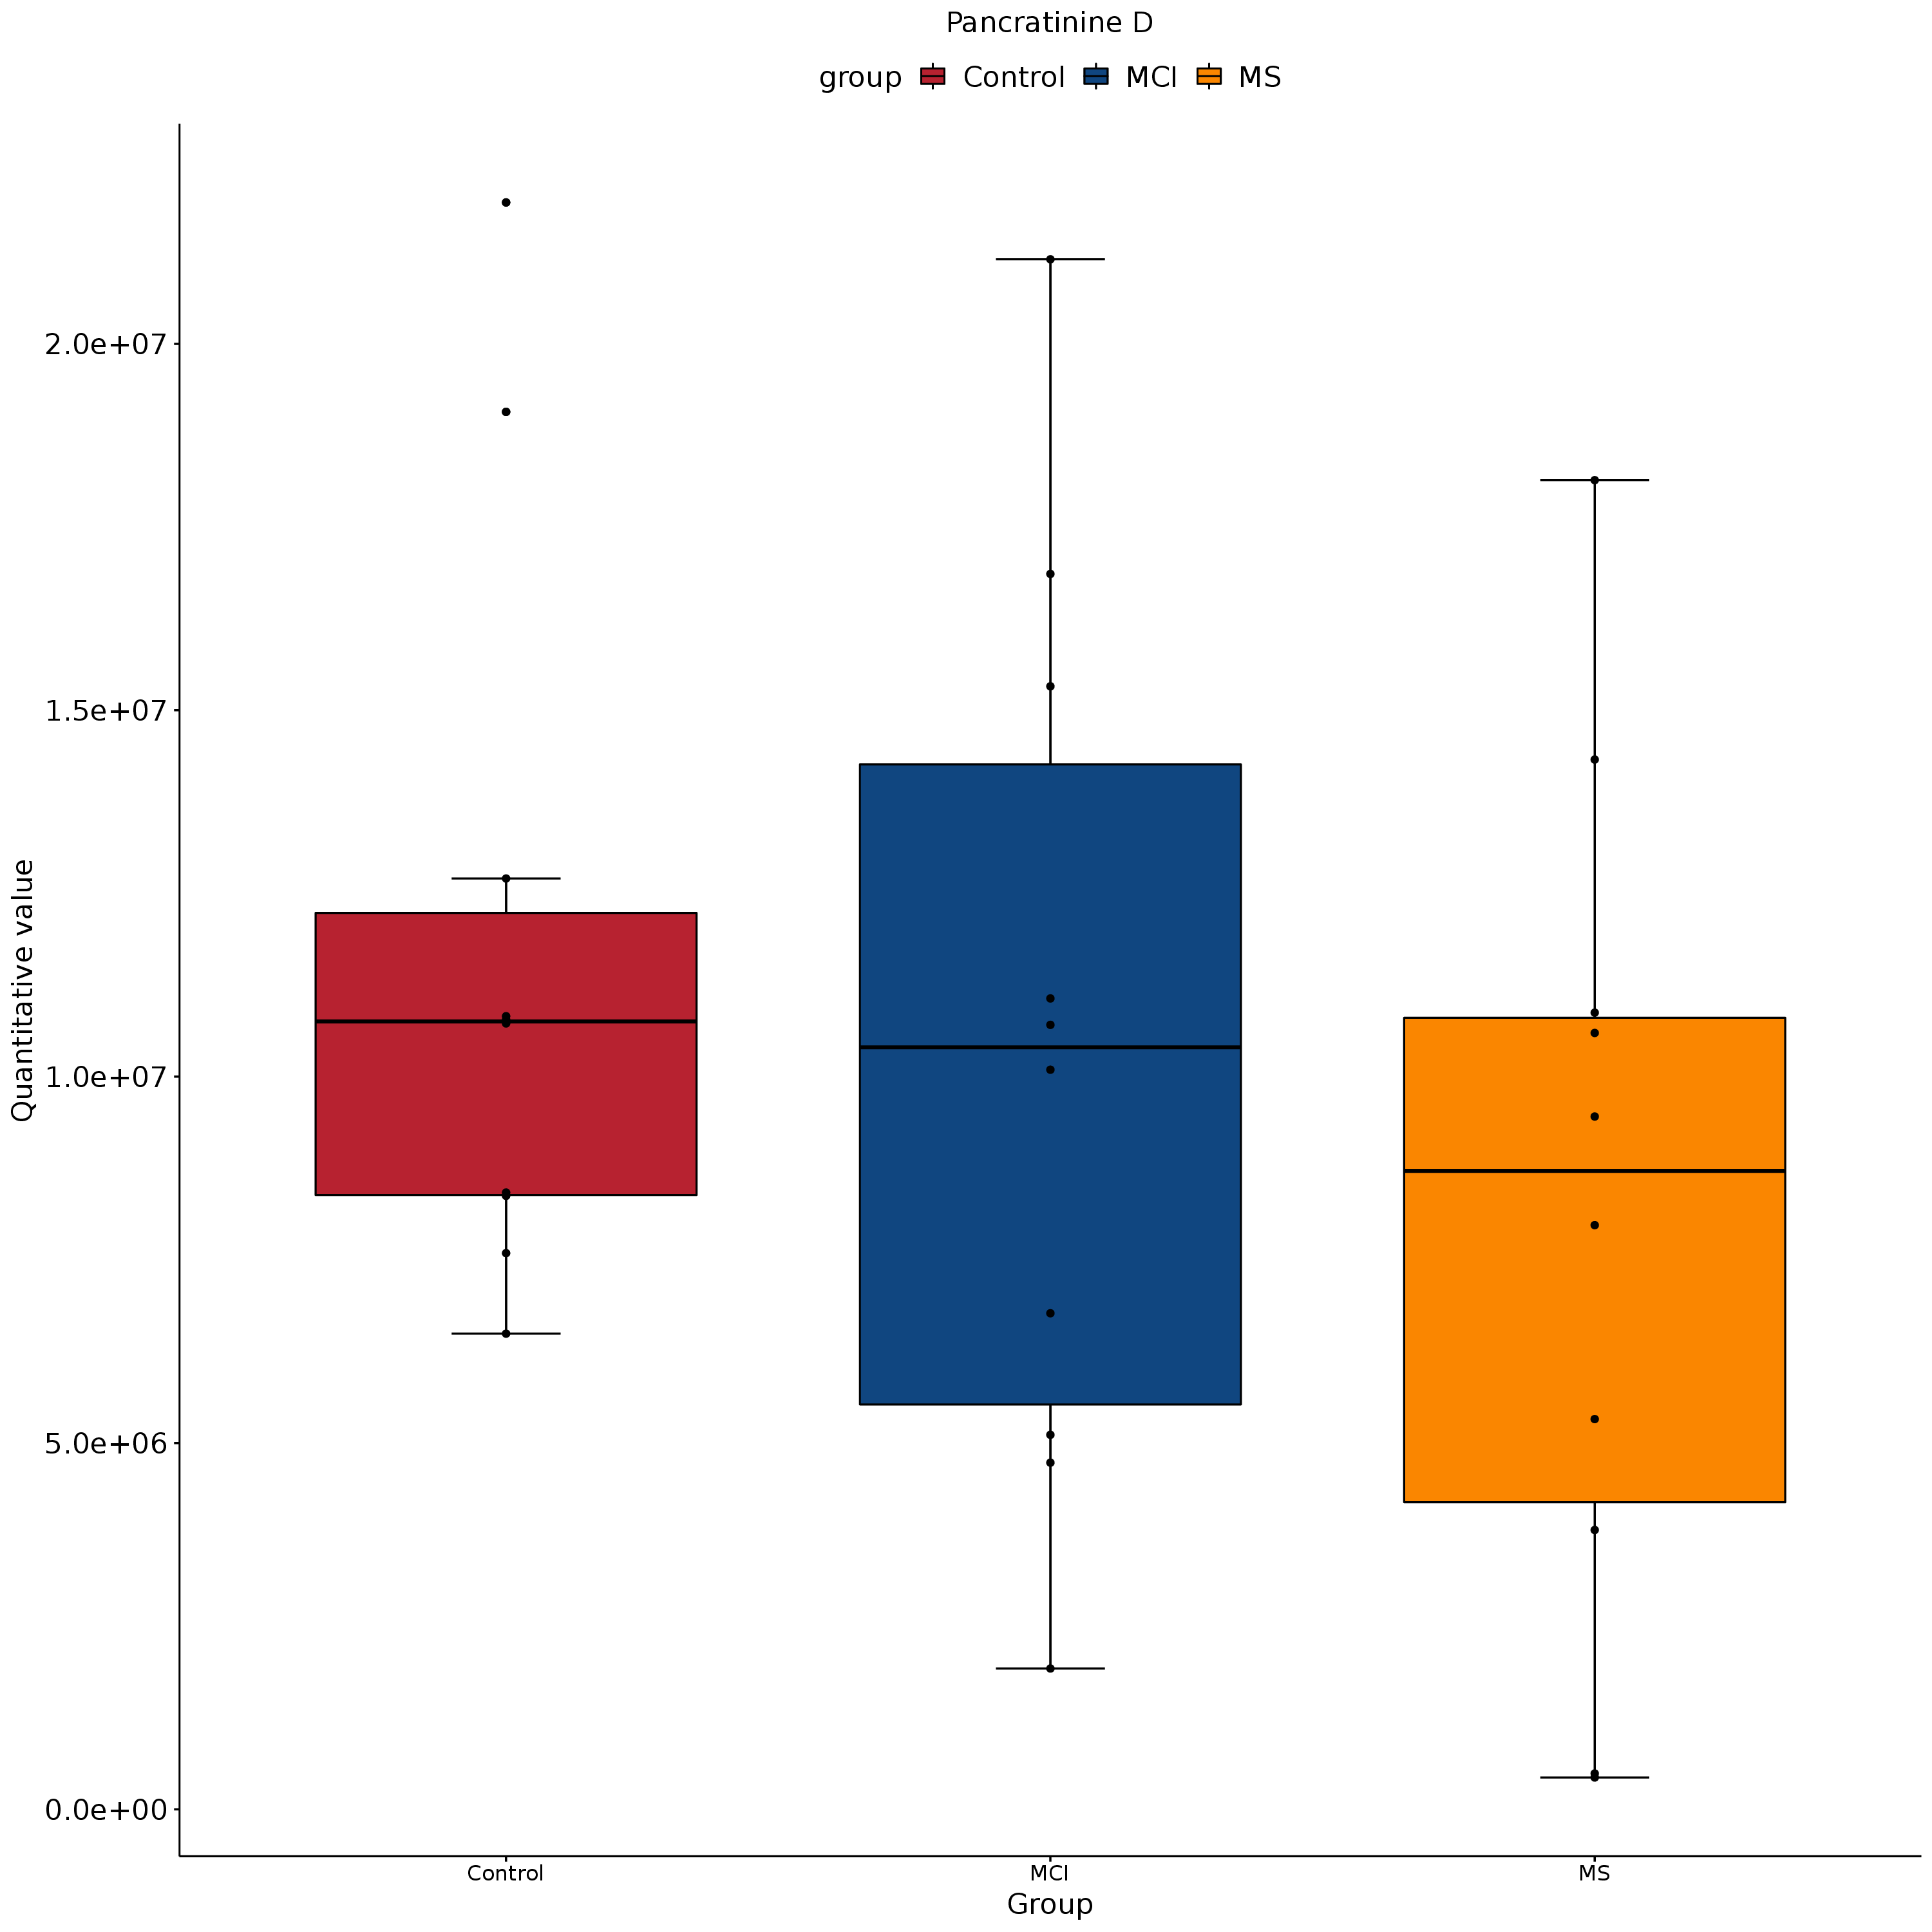 Pancratinine D
group Control MCI MS
Quantitative value
2.0e+07
1.5e+07
1.0e+07
5.0e+06
0.0e+00
Control MCI MS
Group